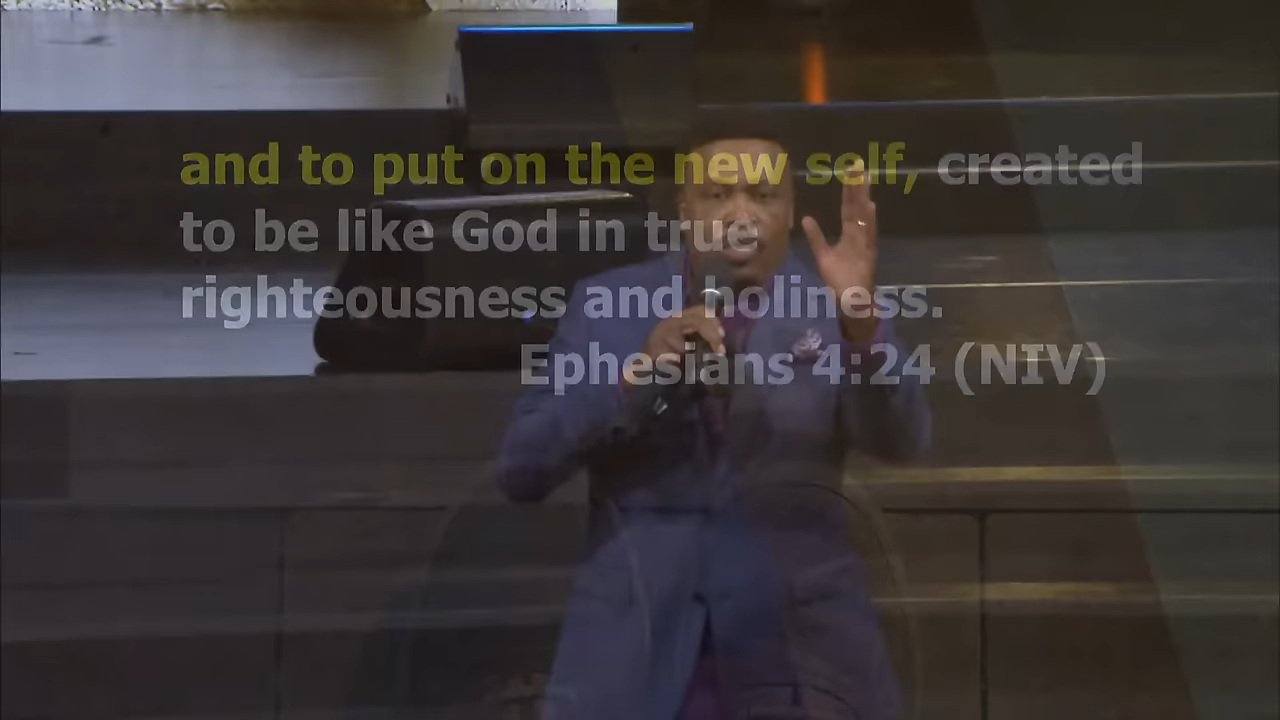 and to put on the new self, created
to be like God in true
righteousness and holiness.
Ephesians 4:24 (NIV)